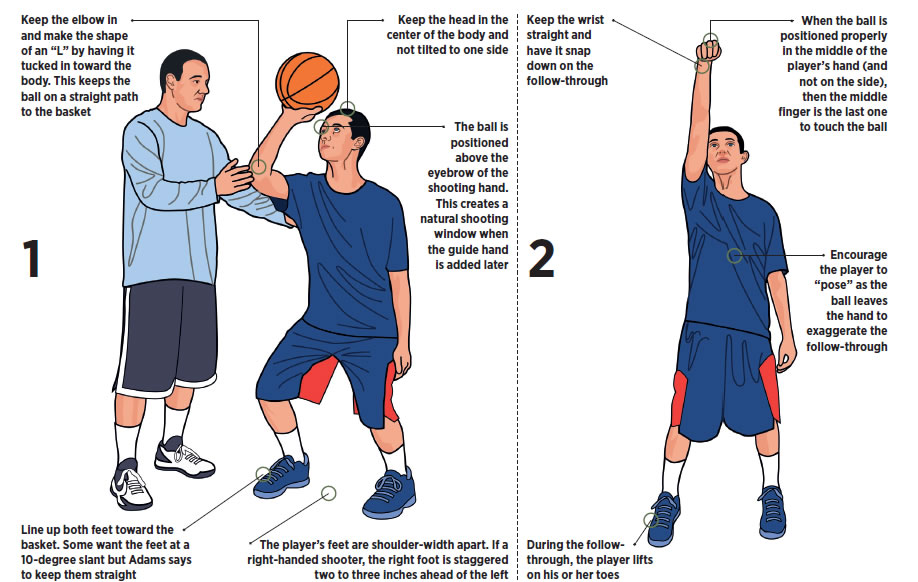 Keep the elbow in
and make the shape
of an “L” by having it
tucked in toward the
body. This keeps the
ball on a straight path
to the basket
Keep the head in the
center of the body and
not tilted to one side
The ball is
positioned
above the
eyebrow of the
shooting hand.
This creates a
natural shooting
window when
the guide hand
is added later
1
Line up both feet toward the
basket. Some want the feet at a
10-degree slant but Adams says
to keep them straight
The player’s feet are shoulder-width apart. If a
right-handed shooter, the right foot is staggered
two to three inches ahead of the left
Keep the wrist
straight and
have it snap
down on the
follow-through
When the ball is
positioned properly
in the middle of the
player’s hand (and
not on the side),
then the middle
finger is the last one
to touch the ball
2
Encourage
the player to
“pose” as the
ball leaves
the hand to
exaggerate the
follow-through
During the follow-
through, the player lifts
on his or her toes